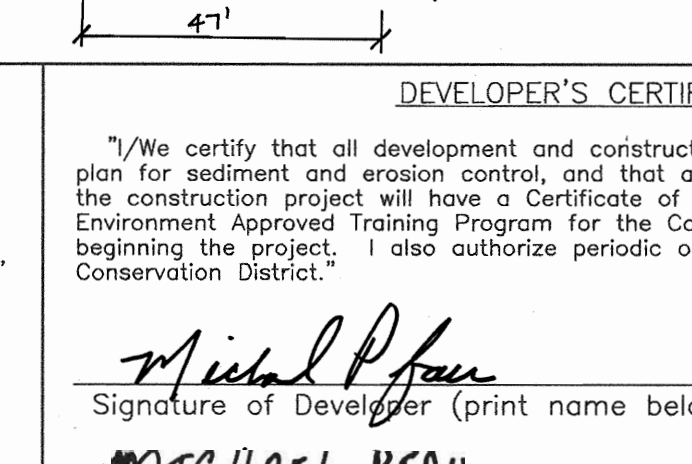 47'
DEVELOPER'S CERTIF
"I/We certify that all development and construct
plan for sediment and erosion control, and that a
the construction project will have a Certificate of
Environment Approved Training Program for the Co
beginning the project. I also authorize periodic o
Conservation District."
Michael
Signature of Developer (print name belo